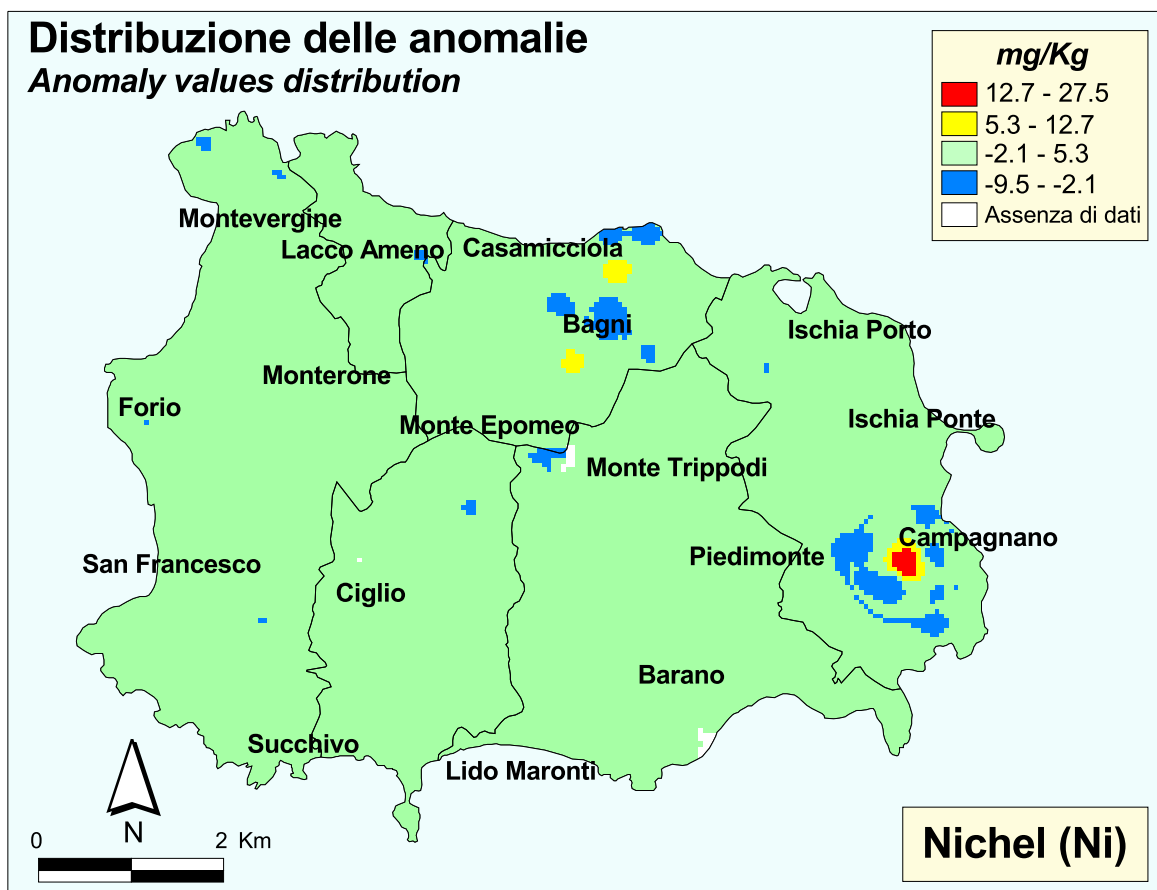 Distribuzione delle anomalie
Anomaly values distribution
mg/Kg
12.7 - 27.5
5.3 - 12.7
-2.1 - 5.3
-9.5 - -2.1
Assenza di dati
Montevergine
Lacco Ameno
Casamicciola
Bagni
Ischia Porto
Monterone
Forio
Monte Epomeo
Ischia Ponte
Monte Trippodi
Campagnano
San Francesco
Piedimonte
Ciglio
Barano
Succhivo
Lido Maronti
N
0 2 Km
Nichel (Ni)